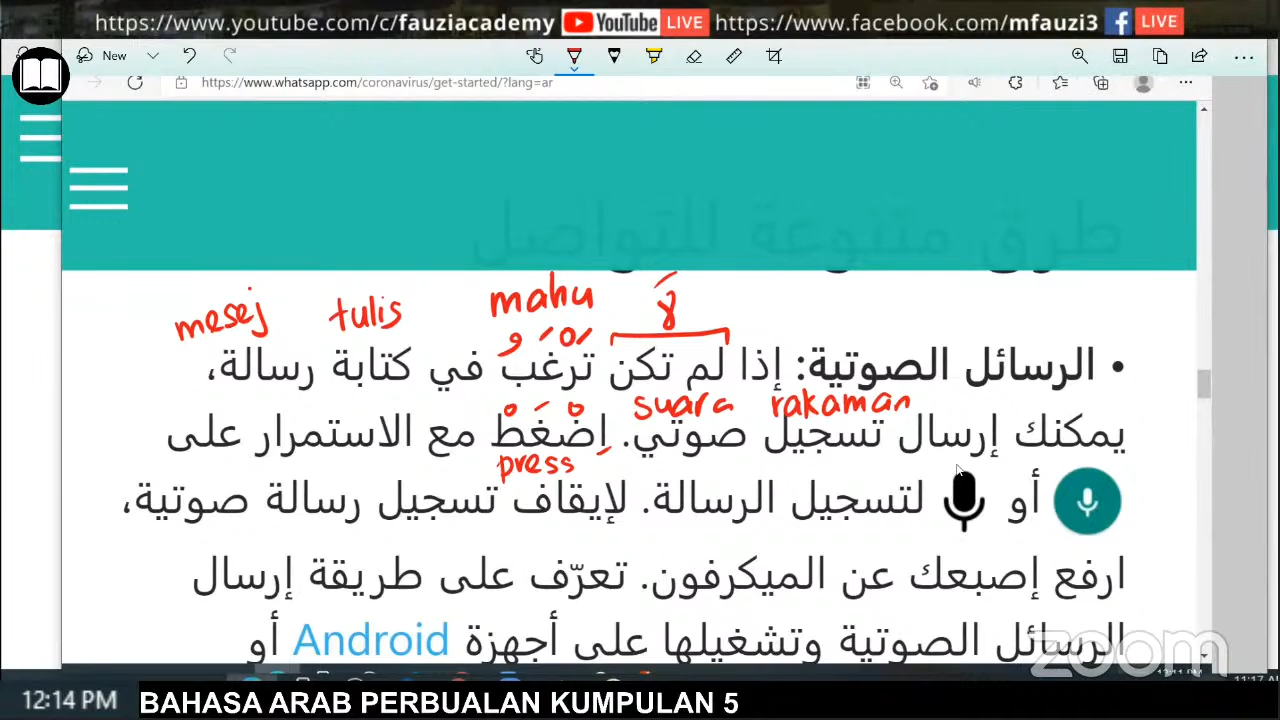 https://www.youtube.com/c/fauziacademy YouTube LIVE https://www.facebook.com/mfauzi3 LIVE
New
https://www.whatsapp.com/coronavirus/get-started/?lang=ar
طرق متنوعة للتواصل
mesej tulis mahu
• الرسائل الصوتية: إذا لم تكن ترغب في كتابة رسالة،
suara rakaman
يمكنك إرسال تسجيل صوتي. اِضْغَطْ مع الاستمرار على
press
أو لتسجيل الرسالة. لإيقاف تسجيل رسالة صوتية،
ارفع إصبعك عن الميكرفون. تعرّف على طريقة إرسال
الرسائل الصوتية وتشغيلها على أجهزة Android أو
zoom
12:14 PM BAHASA ARAB PERBUALAN KUMPULAN 5